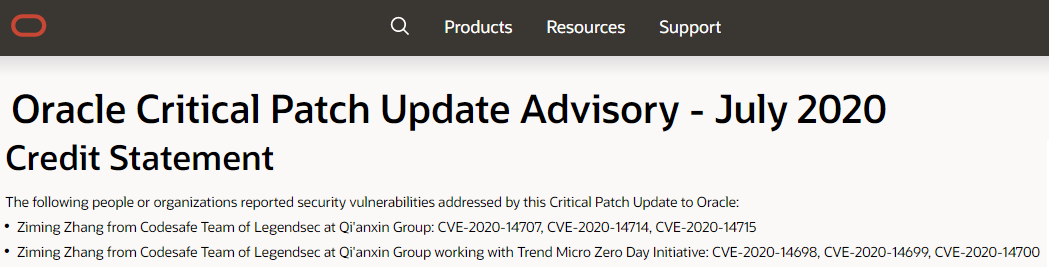 Products Resources Support
Oracle Critical Patch Update Advisory - July 2020
Credit Statement
The following people or organizations reported security vulnerabilities addressed by this Critical Patch Update to Oracle:
• Ziming Zhang from Codesafe Team of Legendsec at Qi'anxin Group: CVE-2020-14707, CVE-2020-14714, CVE-2020-14715
• Ziming Zhang from Codesafe Team of Legendsec at Qi'anxin Group working with Trend Micro Zero Day Initiative: CVE-2020-14698, CVE-2020-14699, CVE-2020-14700